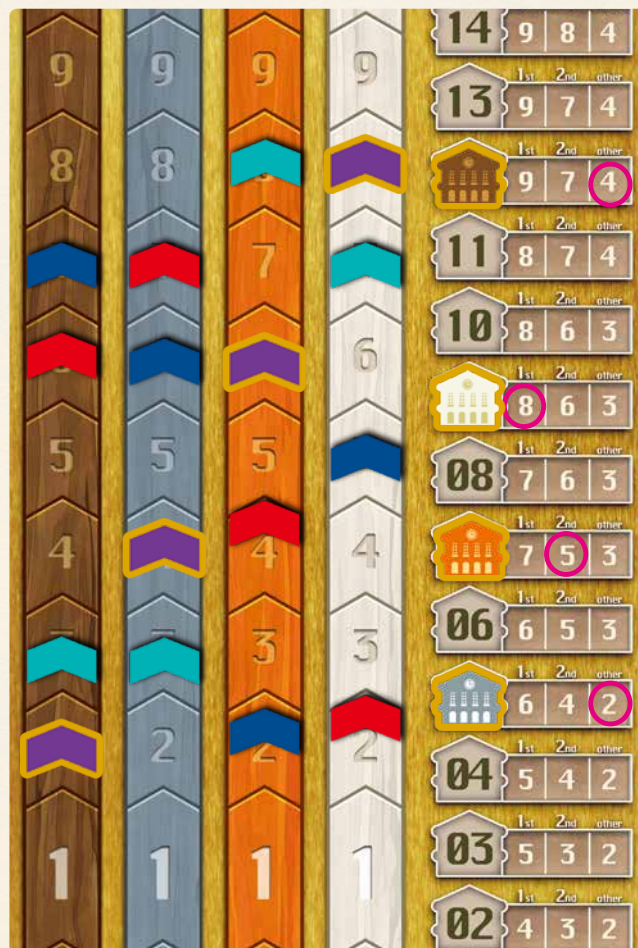 9 9 9 9
8 8
7
6
5 5 5
4 4 4
3 3
2 2 2
1 1 1 1
14 9 8 4
1st 2nd other
13 9 7 4
1st 2nd other
9 7 4
1st 2nd other
11 8 7 4
1st 2nd other
10 8 6 3
1st 2nd other
8 6 3
1st 2nd other
08 7 6 3
1st 2nd other
7 5 3
1st 2nd other
06 6 5 3
1st 2nd other
6 4 2
1st 2nd other
04 5 4 2
1st 2nd other
03 5 3 2
1st 2nd other
02 4 3 2